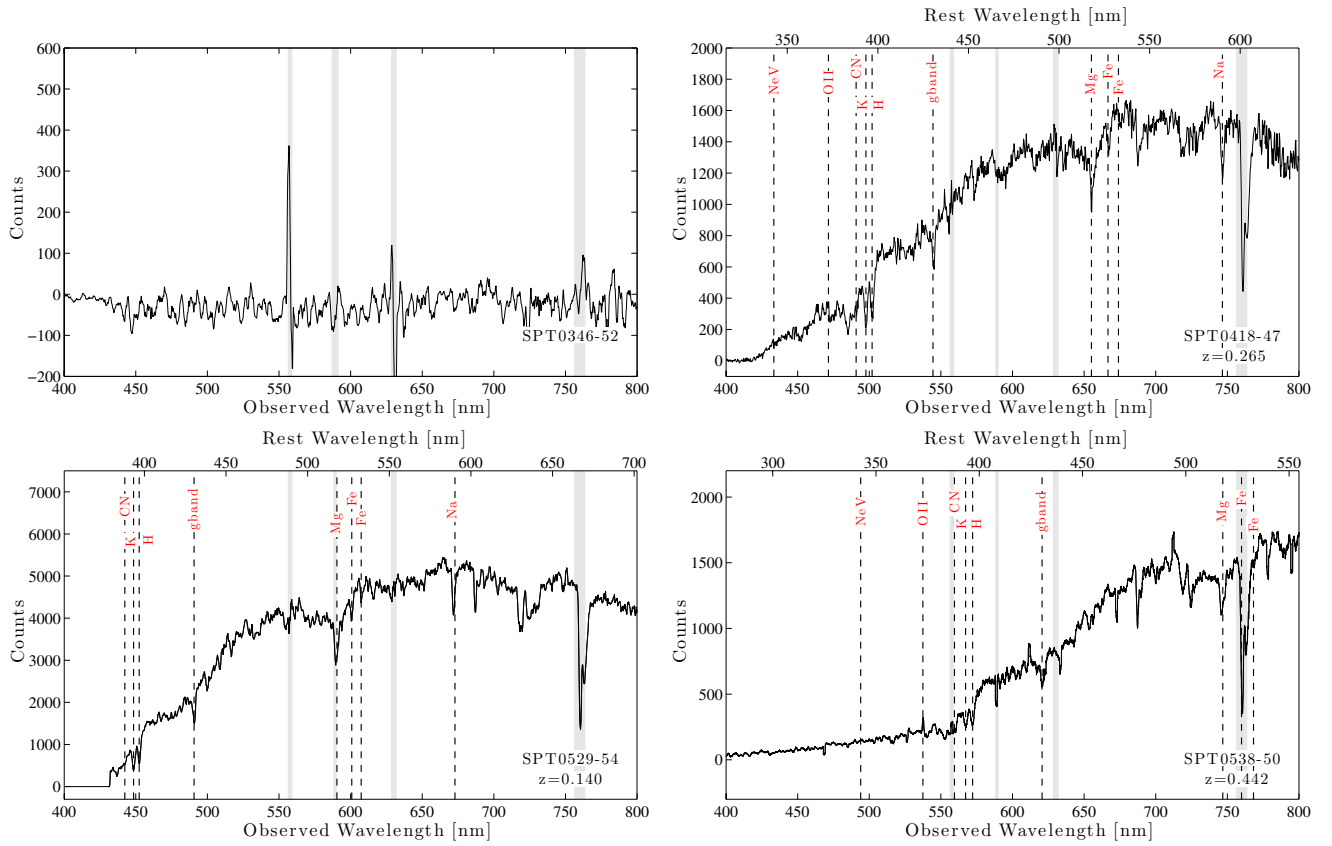 600
500
400
300
200
100
0
−100
−200
400 450 500 550 600 650 700 750 800
Observed Wavelength [nm]
Counts
SPT0346-52
Rest Wavelength [nm]
350 400 450 500 550 600
2000
1800
1600
1400
1200
1000
800
600
400
200
0
NeV
OII
CN
K
H
gband
Mg
Fe
Fe
Na
SPT0418-47
z=0.265
400 450 500 550 600 650 700 750 800
Observed Wavelength [nm]
Counts
Rest Wavelength [nm]
400 450 500 550 600 650 700
7000
6000
5000
4000
3000
2000
1000
0
CN
K
H
gband
Mg
Fe
Fe
Na
SPT0529-54
z=0.140
400 450 500 550 600 650 700 750 800
Observed Wavelength [nm]
Counts
Rest Wavelength [nm]
300 350 400 450 500 550
2000
1500
1000
500
0
NeV
OII
CN
K
H
gband
Mg
Fe
Fe
SPT0538-50
z=0.442
400 450 500 550 600 650 700 750 800
Observed Wavelength [nm]
Counts